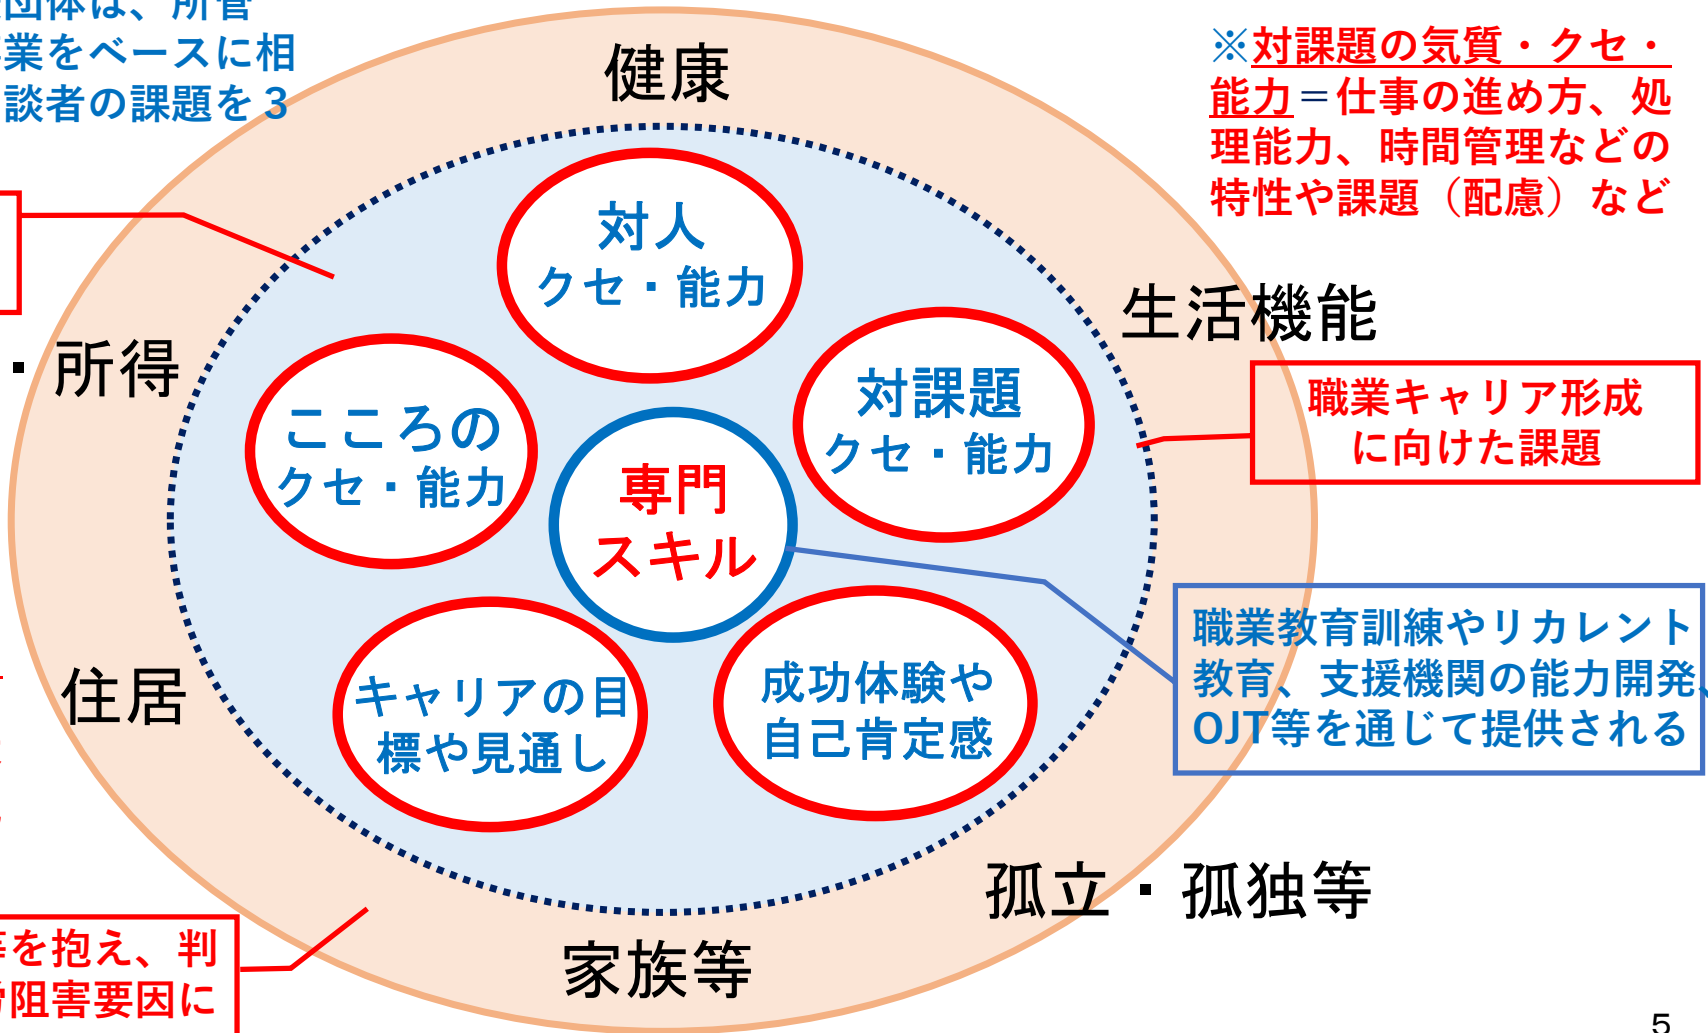 団体は、所管
業をベースに相
談者の課題を３
健康
※対課題の気質・クセ・
能力＝仕事の進め方、処
理能力、時間管理などの
特性や課題（配慮）など
対人
クセ・能力
生活機能
・所得
対課題
クセ・能力
職業キャリア形成
に向けた課題
こころの
クセ・能力
専門
スキル
職業教育訓練やリカレント
教育、支援機関の能力開発、
OJT等を通じて提供される
住居
キャリアの目
標や見通し
成功体験や
自己肯定感
孤立・孤独等
等を抱え、判
阻害要因に
家族等
5